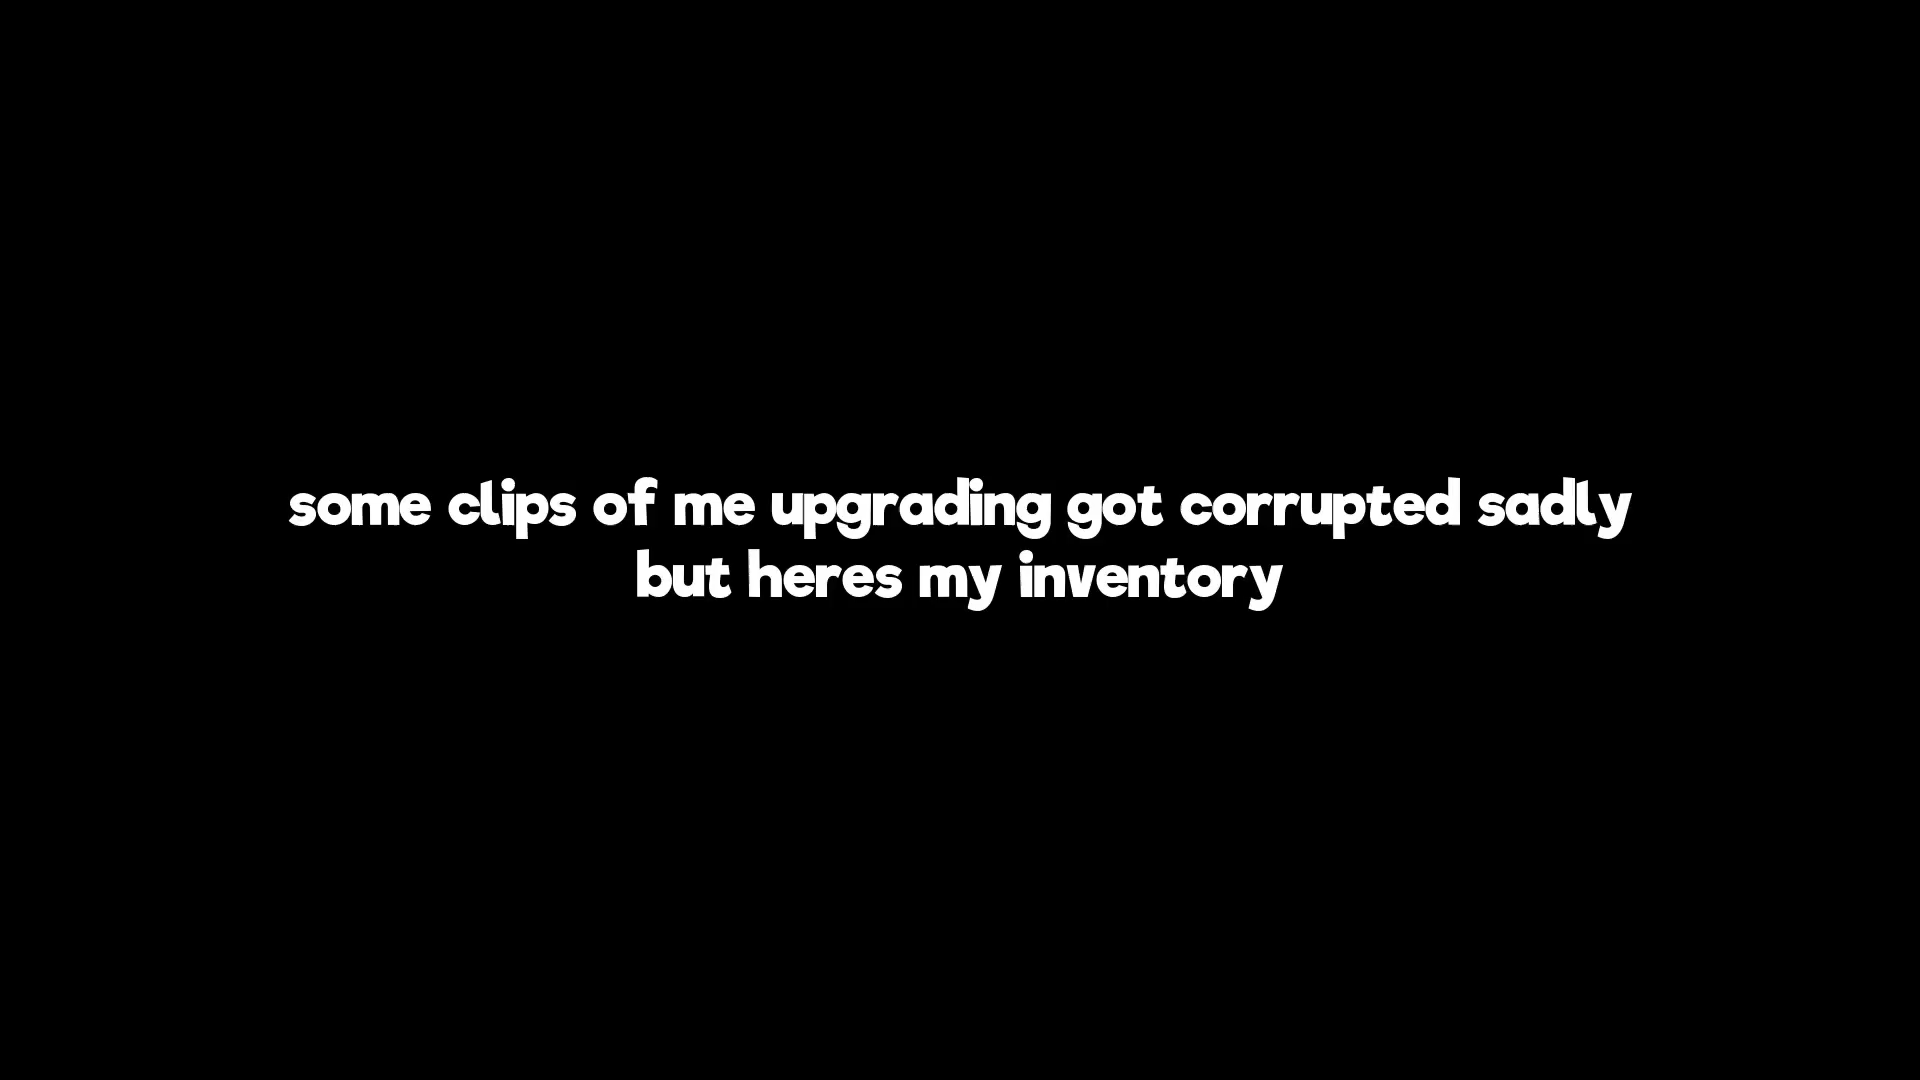 some clips of me upgrading got corrupted sadly
but heres my inventory